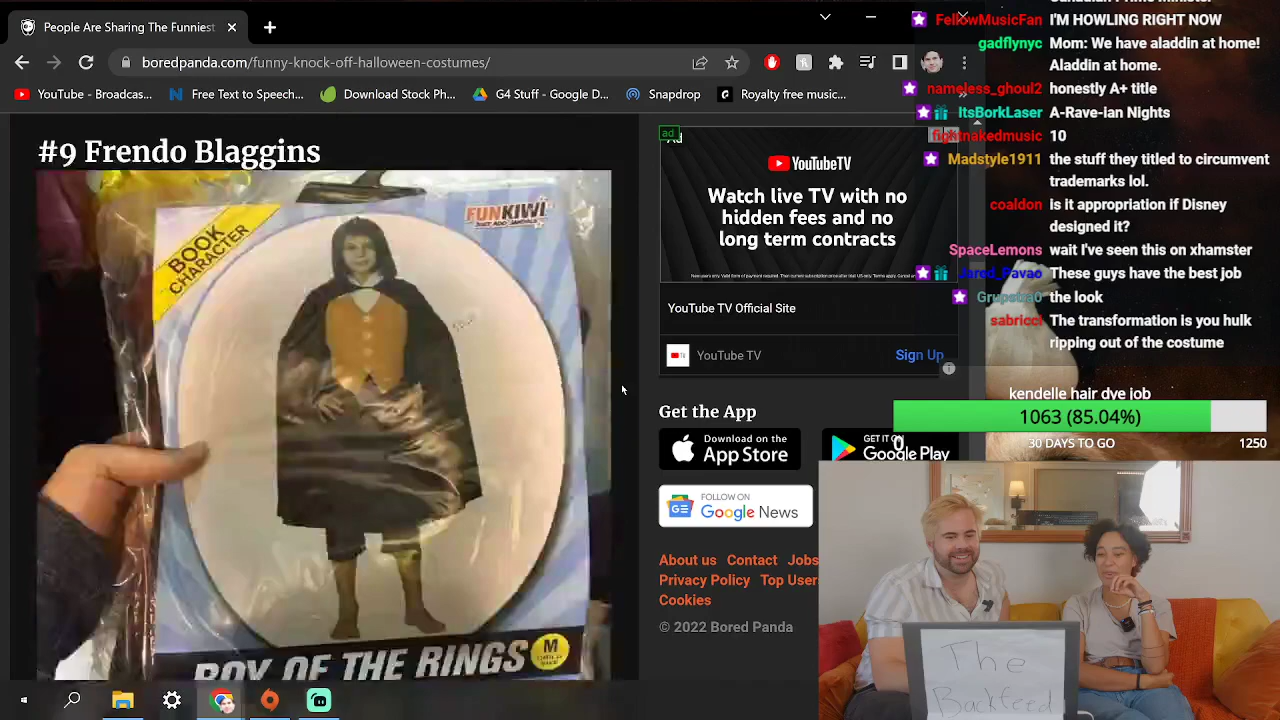 People Are Sharing The Funniest
boredpanda.com/funny-knock-off-halloween-costumes/
YouTube - Broadcas...
Free Text to Speech...
Download Stock Ph...
G4 Stuff - Google D...
Snapdrop
Royalty free music...
#9 Frendo Blaggins
BOOK
CHARACTER
FUNKIWI
BOY OF THE RINGS
M
ad
YouTubeTV
Watch live TV with no
hidden fees and no
long term contracts
YouTube TV Official Site
YouTube TV
Sign Up
Get the App
Download on the
App Store
GET IT ON
Google Play
FOLLOW ON
Google News
About us Contact Jobs
Privacy Policy Top Users
Cookies
© 2022 Bored Panda
FellowMusicFan I'M HOWLING RIGHT NOW
gadflynyc Mom: We have aladdin at home!
Aladdin at home.
nameless_ghoul2 honestly A+ title
ItsBorkLaser A-Rave-ian Nights
fightnakedmusic 10
Madstyle1911 the stuff they titled to circumvent
trademarks lol.
coaldon is it appropriation if Disney
designed it?
SpaceLemons wait I've seen this on xhamster
Jarod_Pavao These guys have the best job
the look
sabricci The transformation is you hulk
ripping out of the costume
kendelle hair dye job
1063 (85.04%)
0
30 DAYS TO GO
1250
The
Backfeed